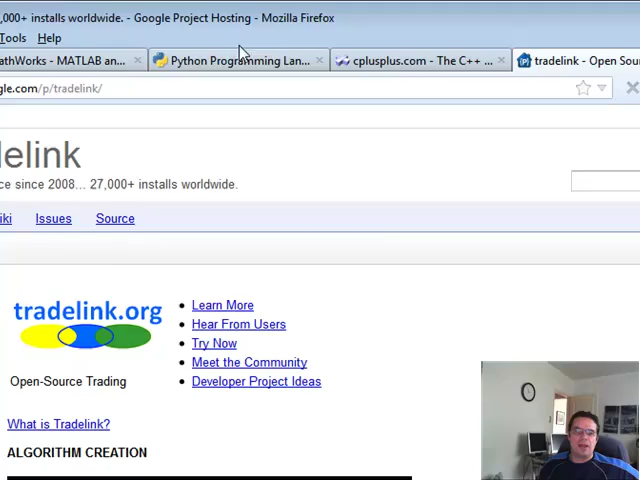 ,000+ installs worldwide. - Google Project Hosting - Mozilla Firefox
Tools Help
athWorks - MATLAB an... Python Programming Lan... cplusplus.com - The C++ ... tradelink - Open Sou
gle.com/p/tradelink/
elink
ce since 2008... 27,000+ installs worldwide.
iki Issues Source
tradelink.org
Open-Source Trading
Learn More
Hear From Users
Try Now
Meet the Community
Developer Project Ideas
What is Tradelink?
ALGORITHM CREATION